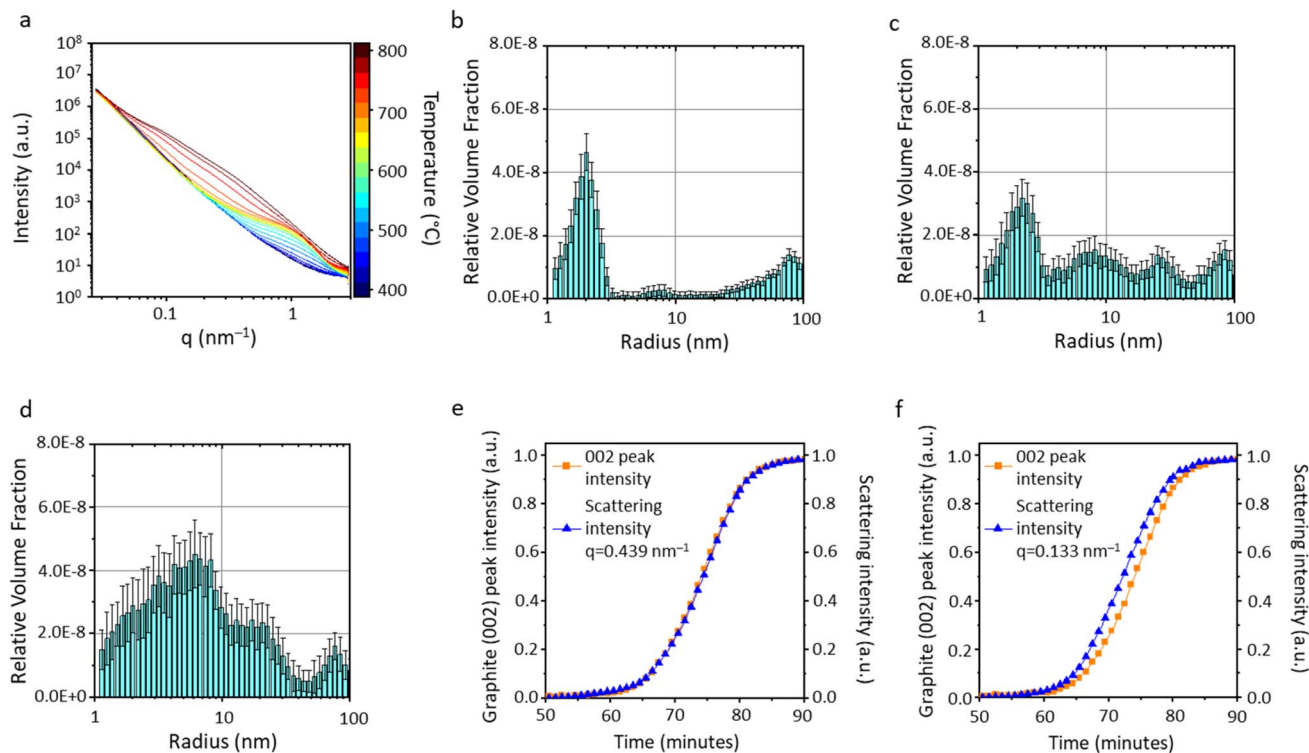 a
10⁸
10⁷
10⁶
10⁵
10⁴
10³
10²
10¹
10⁰
Intensity (a.u.)
0.1 1
q (nm⁻¹)
800
700
600
500
400
Temperature (°C)
b
8.0E-8
6.0E-8
4.0E-8
2.0E-8
0.0E+0
Relative Volume Fraction
1 10 100
Radius (nm)
c
8.0E-8
6.0E-8
4.0E-8
2.0E-8
0.0E+0
Relative Volume Fraction
1 10 100
Radius (nm)
d
8.0E-8
6.0E-8
4.0E-8
2.0E-8
0.0E+0
Relative Volume Fraction
1 10 100
Radius (nm)
e
Graphite (002) peak intensity (a.u.)
1.0
0.8
0.6
0.4
0.2
0.0
002 peak
intensity
Scattering
intensity
q=0.439 nm⁻¹
1.0
0.8
0.6
0.4
0.2
0.0
Scattering intensity (a.u.)
50 60 70 80 90
Time (minutes)
f
Graphite (002) peak intensity (a.u.)
1.0
0.8
0.6
0.4
0.2
0.0
002 peak
intensity
Scattering
intensity
q=0.133 nm⁻¹
1.0
0.8
0.6
0.4
0.2
0.0
Scattering intensity (a.u.)
50 60 70 80 90
Time (minutes)